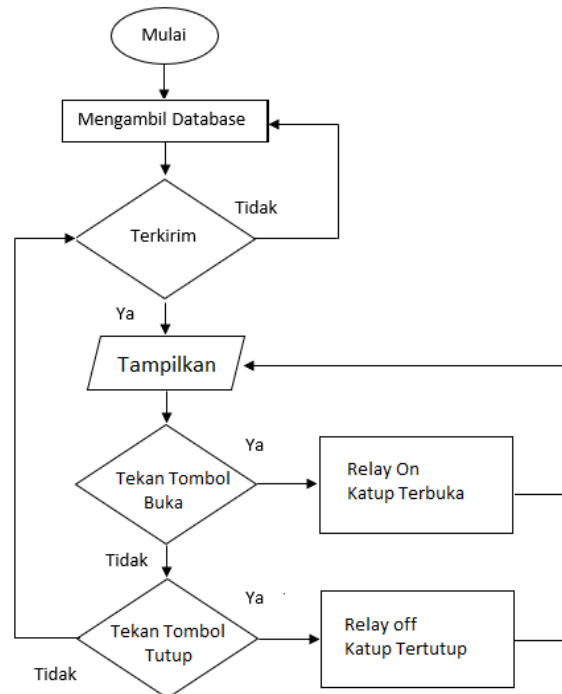 Mulai
Mengambil Database
Tidak
Terkirim
Ya
Tampilkan
Ya
Tekan Tombol
Buka
Relay On
Katup Terbuka
Tidak
Ya
Tekan Tombol
Tutup
Relay off
Katup Tertutup
Tidak